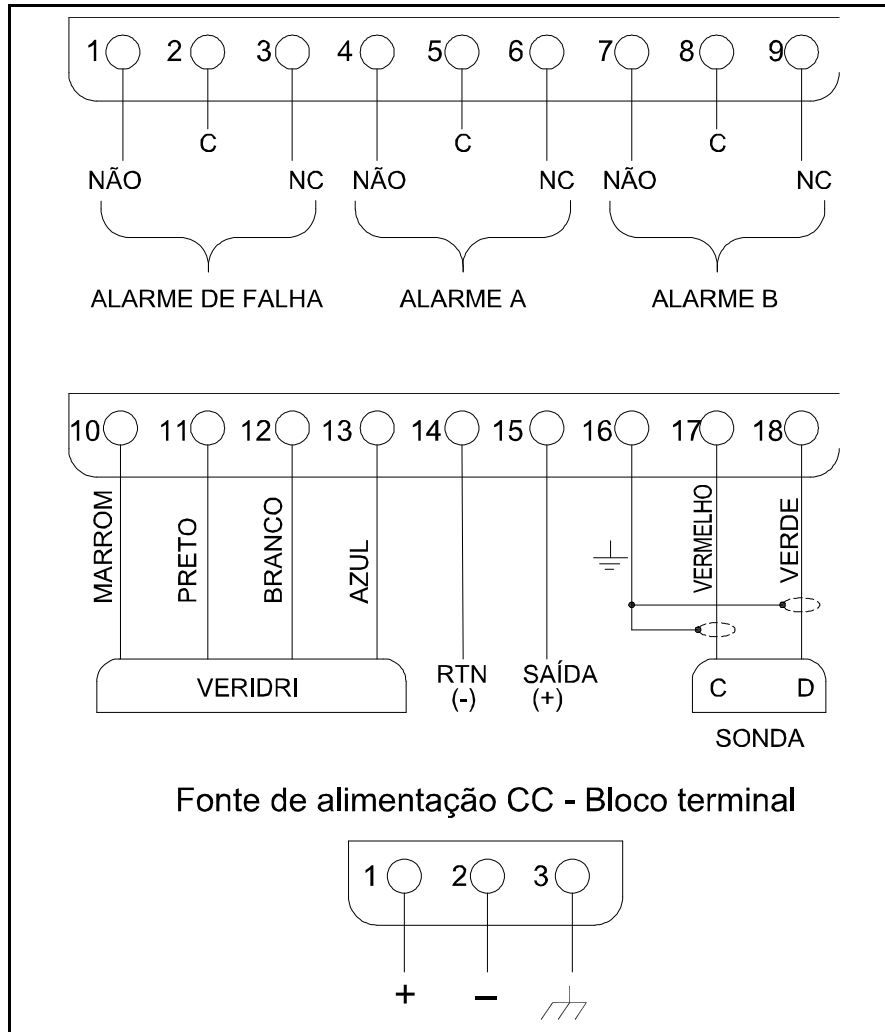 1 2 3 4 5 6 7 8 9
C C C
NÃO NC NÃO NC NÃO NC
ALARME DE FALHA ALARME A ALARME B
10 11 12 13 14 15 16 17 18
MARROM PRETO BRANCO AZUL VERMELHO VERDE
VERIDRI RTN SAÍDA C D
(-) (+)
SONDA
Fonte de alimentação CC - Bloco terminal
1 2 3
+ −